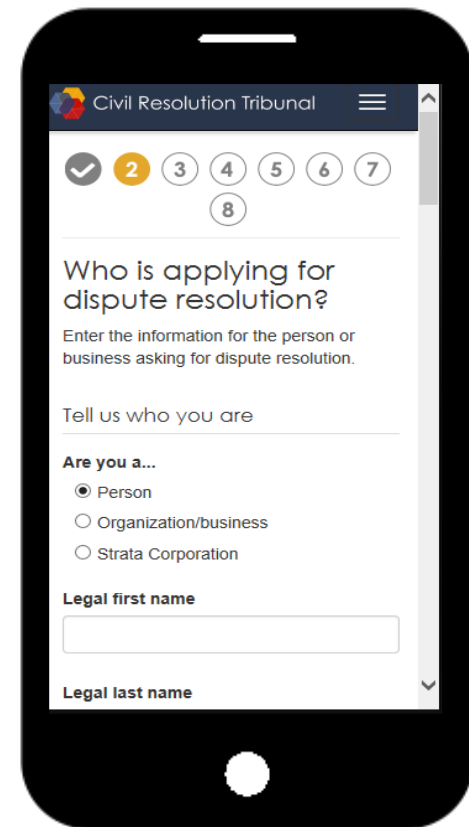 Civil Resolution Tribunal
2 3 4 5 6 7
8
Who is applying for
dispute resolution?
Enter the information for the person or
business asking for dispute resolution.
Tell us who you are
Are you a...
Person
Organization/business
Strata Corporation
Legal first name
Legal last name